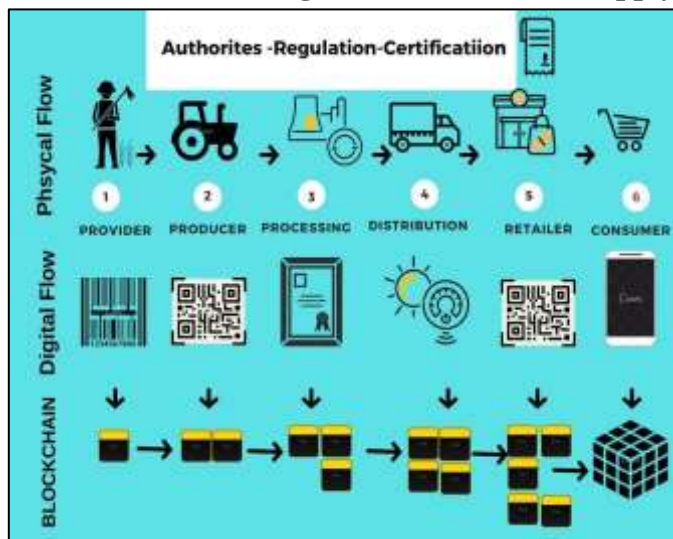 Authorites -Regulation-Certificatiion
Phsycal Flow
1
2
3
4
5
6
PROVIDER
PRODUCER
PROCESSING
DISTRIBUTION
RETAILER
CONSUMER
Digital Flow
BLOCKCHAIN